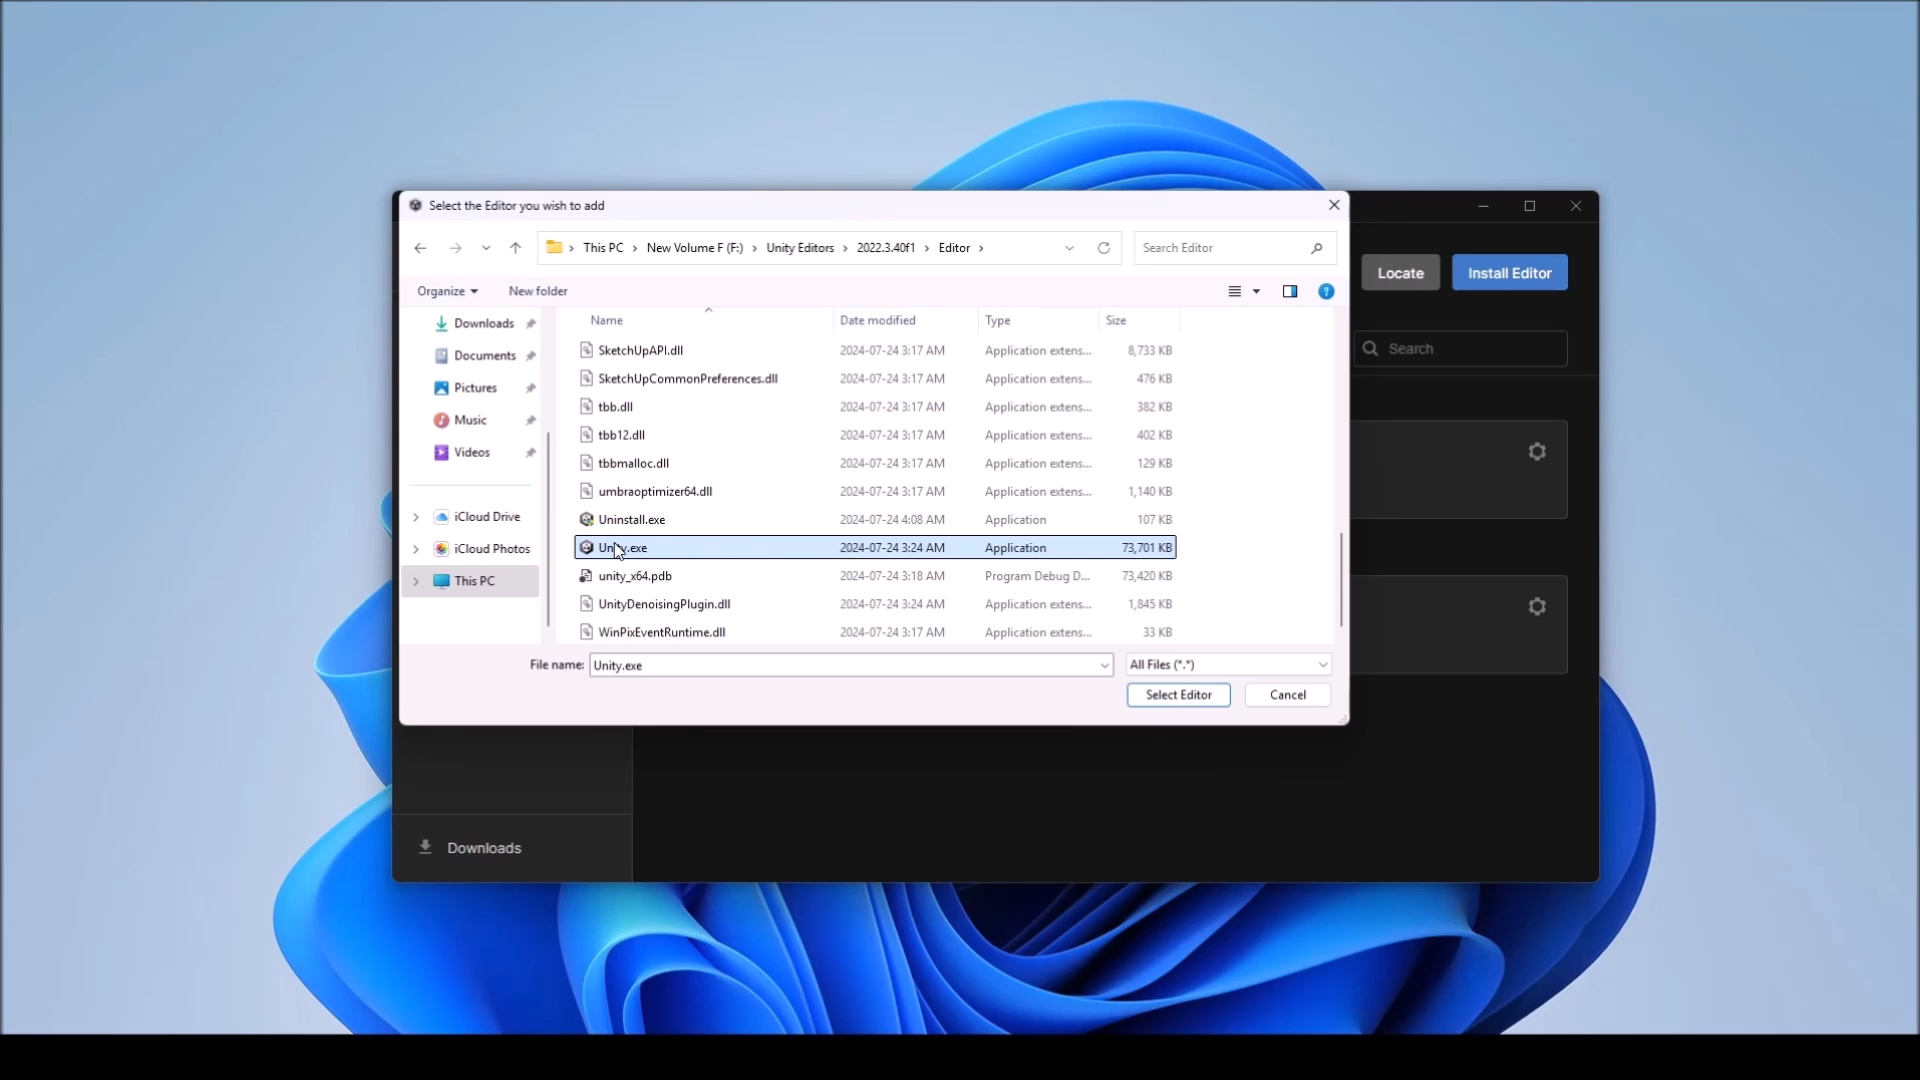 Select the Editor you wish to add
This PC > New Volume F (F:) > Unity Editors > 2022.3.40f1 > Editor >
Search Editor
Locate
Install Editor
Organize
New folder
?
Name
Date modified
Type
Size
Downloads
Documents
Pictures
Music
Videos
iCloud Drive
iCloud Photos
This PC
SketchUpAPI.dll 2024-07-24 3:17 AM Application extens... 8,733 KB
SketchUpCommonPreferences.dll 2024-07-24 3:17 AM Application extens... 476 KB
tbb.dll 2024-07-24 3:17 AM Application extens... 382 KB
tbb12.dll 2024-07-24 3:17 AM Application extens... 402 KB
tbbmalloc.dll 2024-07-24 3:17 AM Application extens... 129 KB
umbraoptimizer64.dll 2024-07-24 3:17 AM Application extens... 1,140 KB
Uninstall.exe 2024-07-24 4:08 AM Application 107 KB
Unity.exe 2024-07-24 3:24 AM Application 73,701 KB
unity_x64.pdb 2024-07-24 3:18 AM Program Debug D... 73,420 KB
UnityDenoisingPlugin.dll 2024-07-24 3:24 AM Application extens... 1,845 KB
WinPixEventRuntime.dll 2024-07-24 3:17 AM Application extens... 33 KB
Search
File name: Unity.exe
All Files (*.*)
Select Editor
Cancel
Downloads